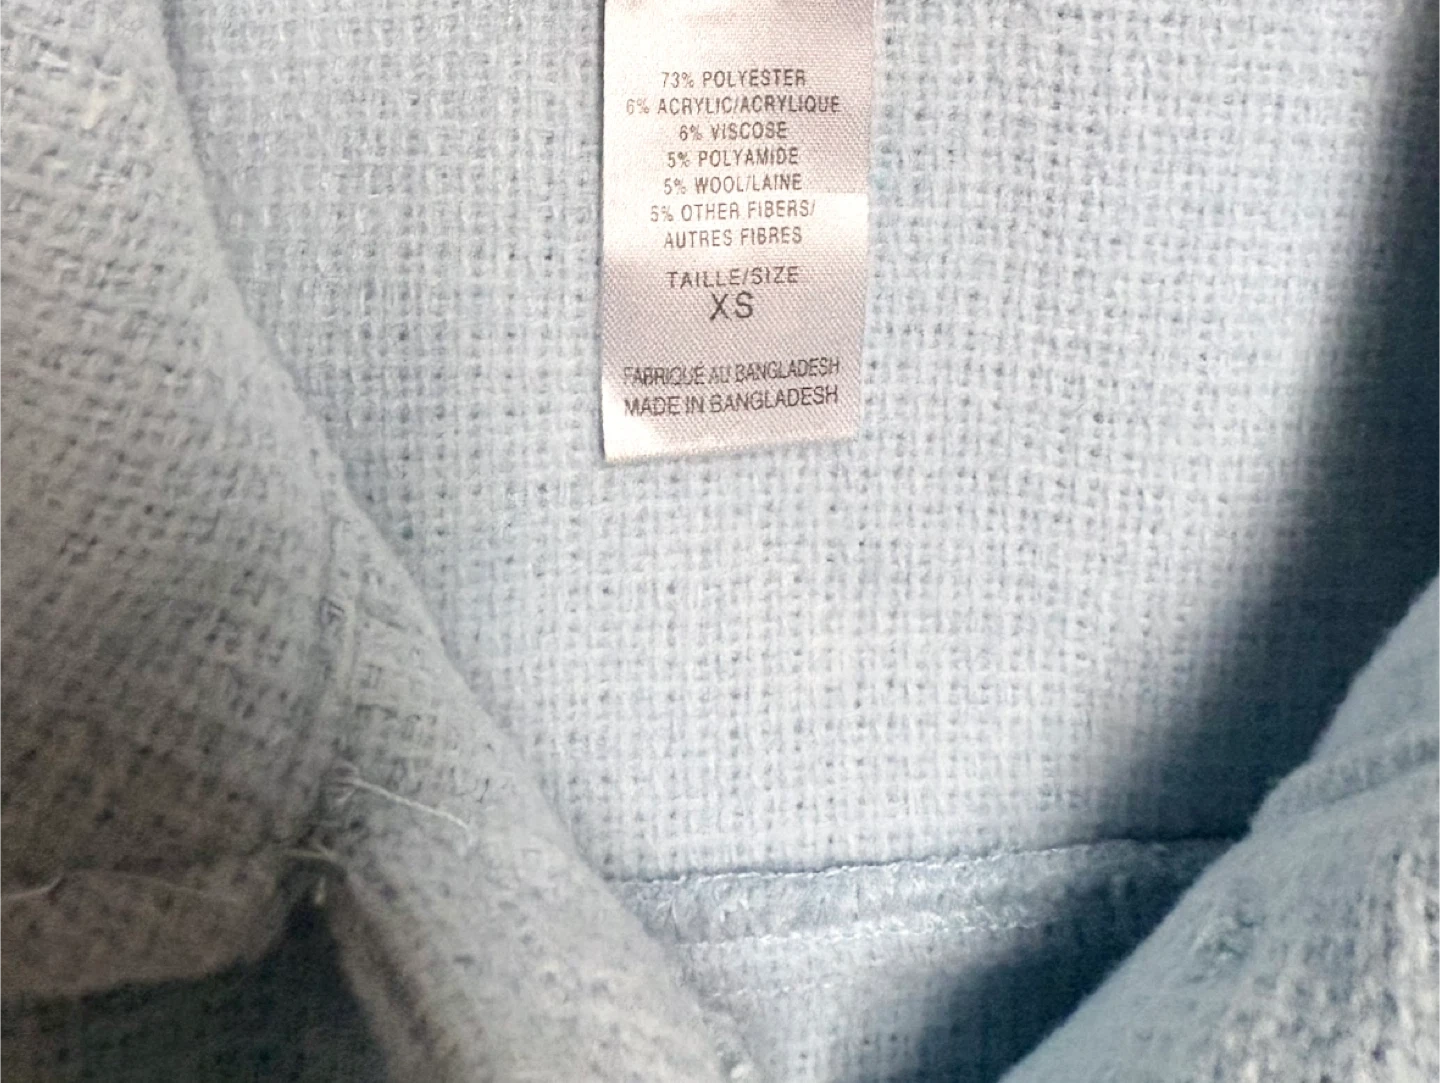 73% POLYESTER
6% ACRYLIC/ACRYLIQUE
6% VISCOSE
5% POLYAMIDE
5% WOOL/LAINE
5% OTHER FIBERS/
AUTRES FIBRES
TAILLE/SIZE
XS
FABRIQUÉ AU BANGLADESH
MADE IN BANGLADESH